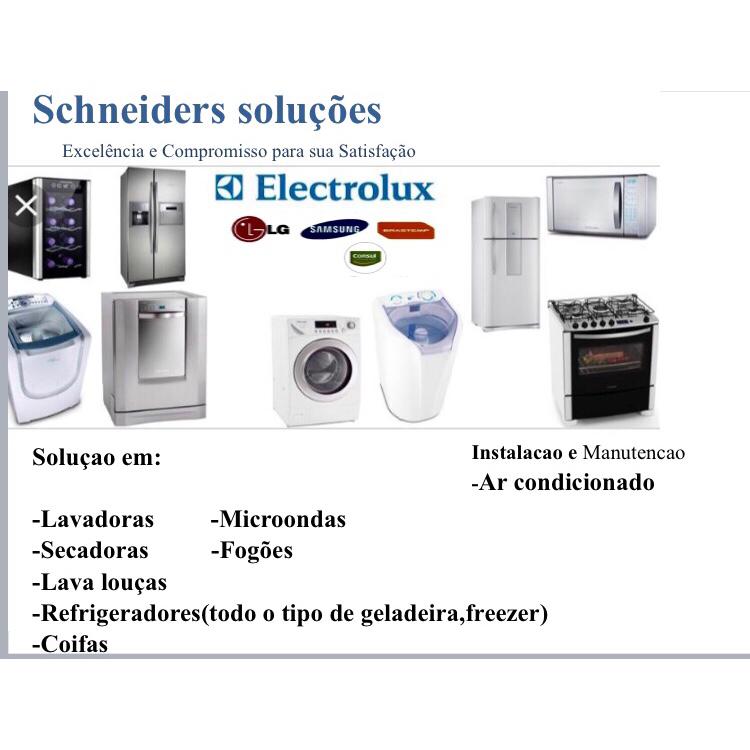 Schneiders soluções
Excelência e Compromisso para sua Satisfação
Electrolux
LG SAMSUNG BRASTEMP
Consul
Soluçao em:
Instalacao e Manutencao
-Ar condicionado
-Lavadoras -Microondas
-Secadoras -Fogões
-Lava louças
-Refrigeradores(todo o tipo de geladeira,freezer)
-Coifas